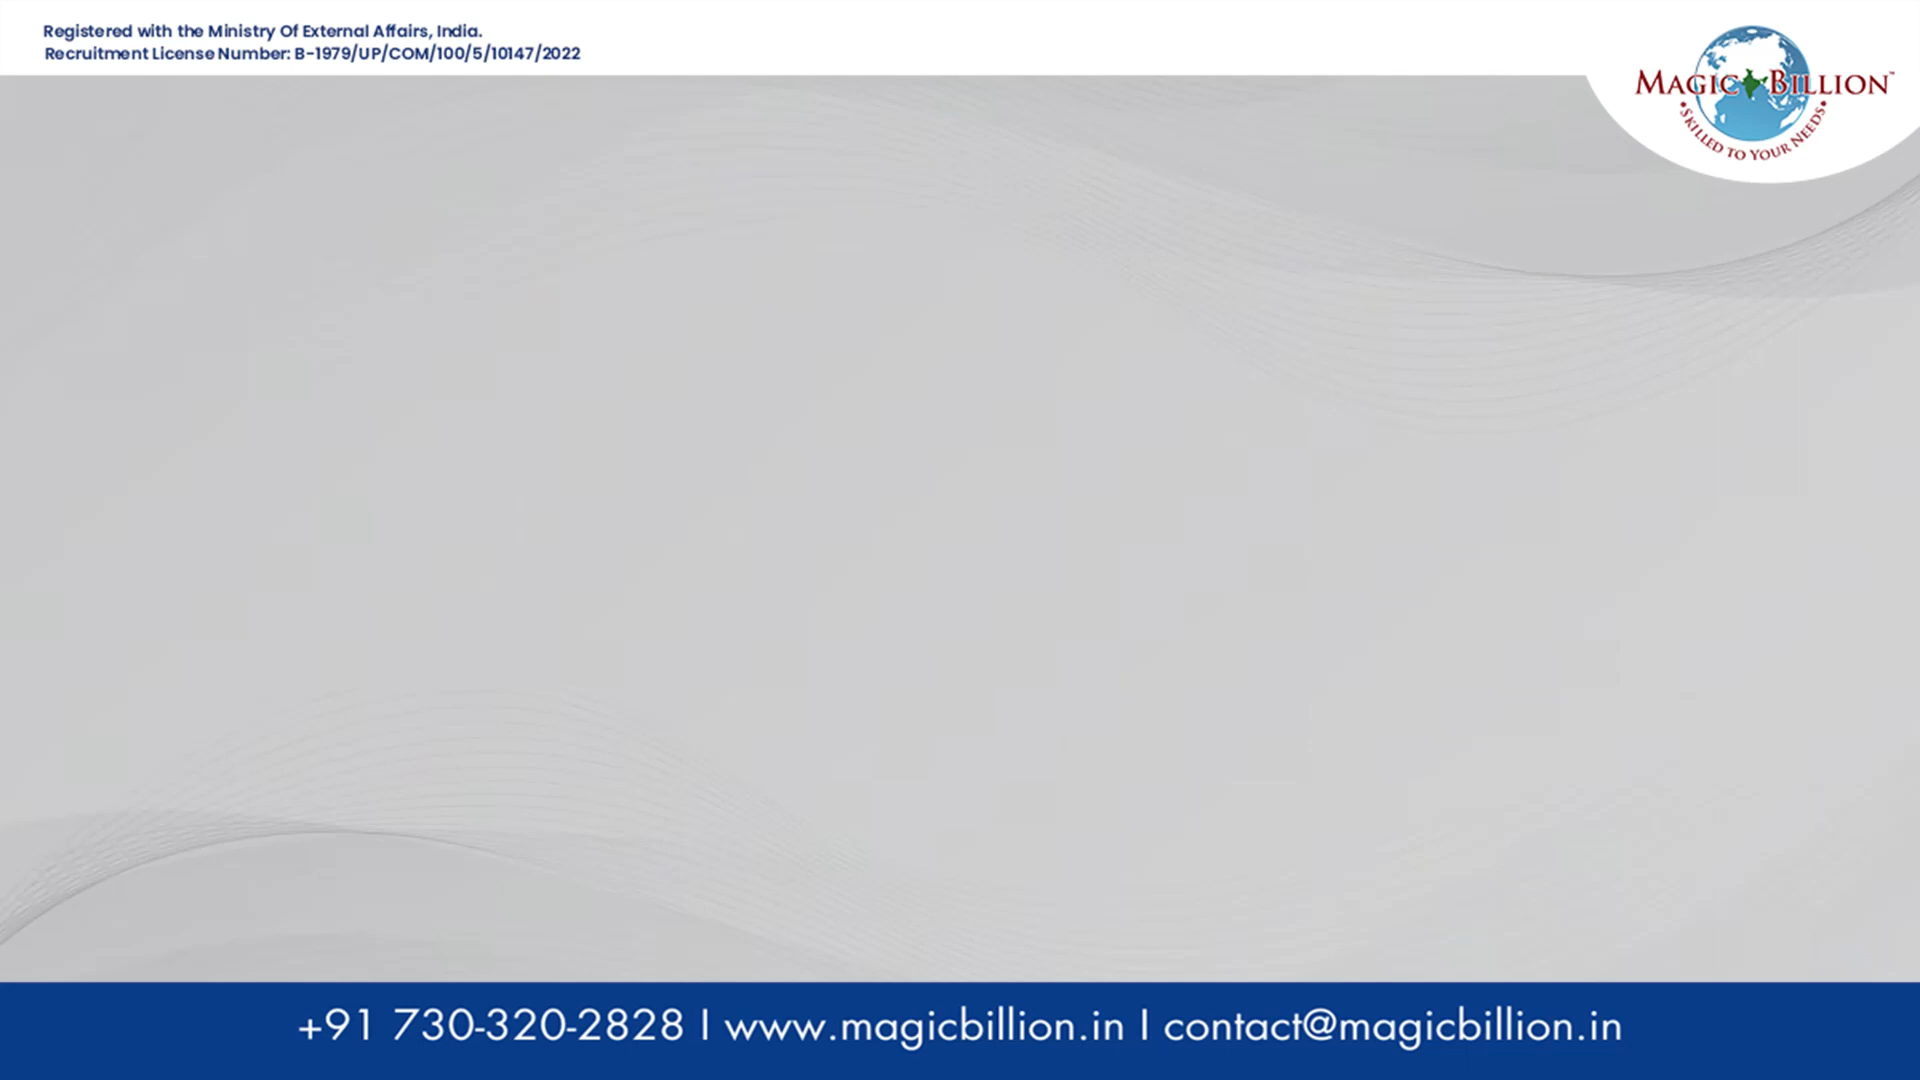 Registered with the Ministry Of External Affairs, India.
Recruitment License Number: B-1979/UP/COM/100/5/10147/2022
MAGIC BILLION™
• SKILLED TO YOUR NEEDS •
+91 730-320-2828 | www.magicbillion.in | contact@magicbillion.in